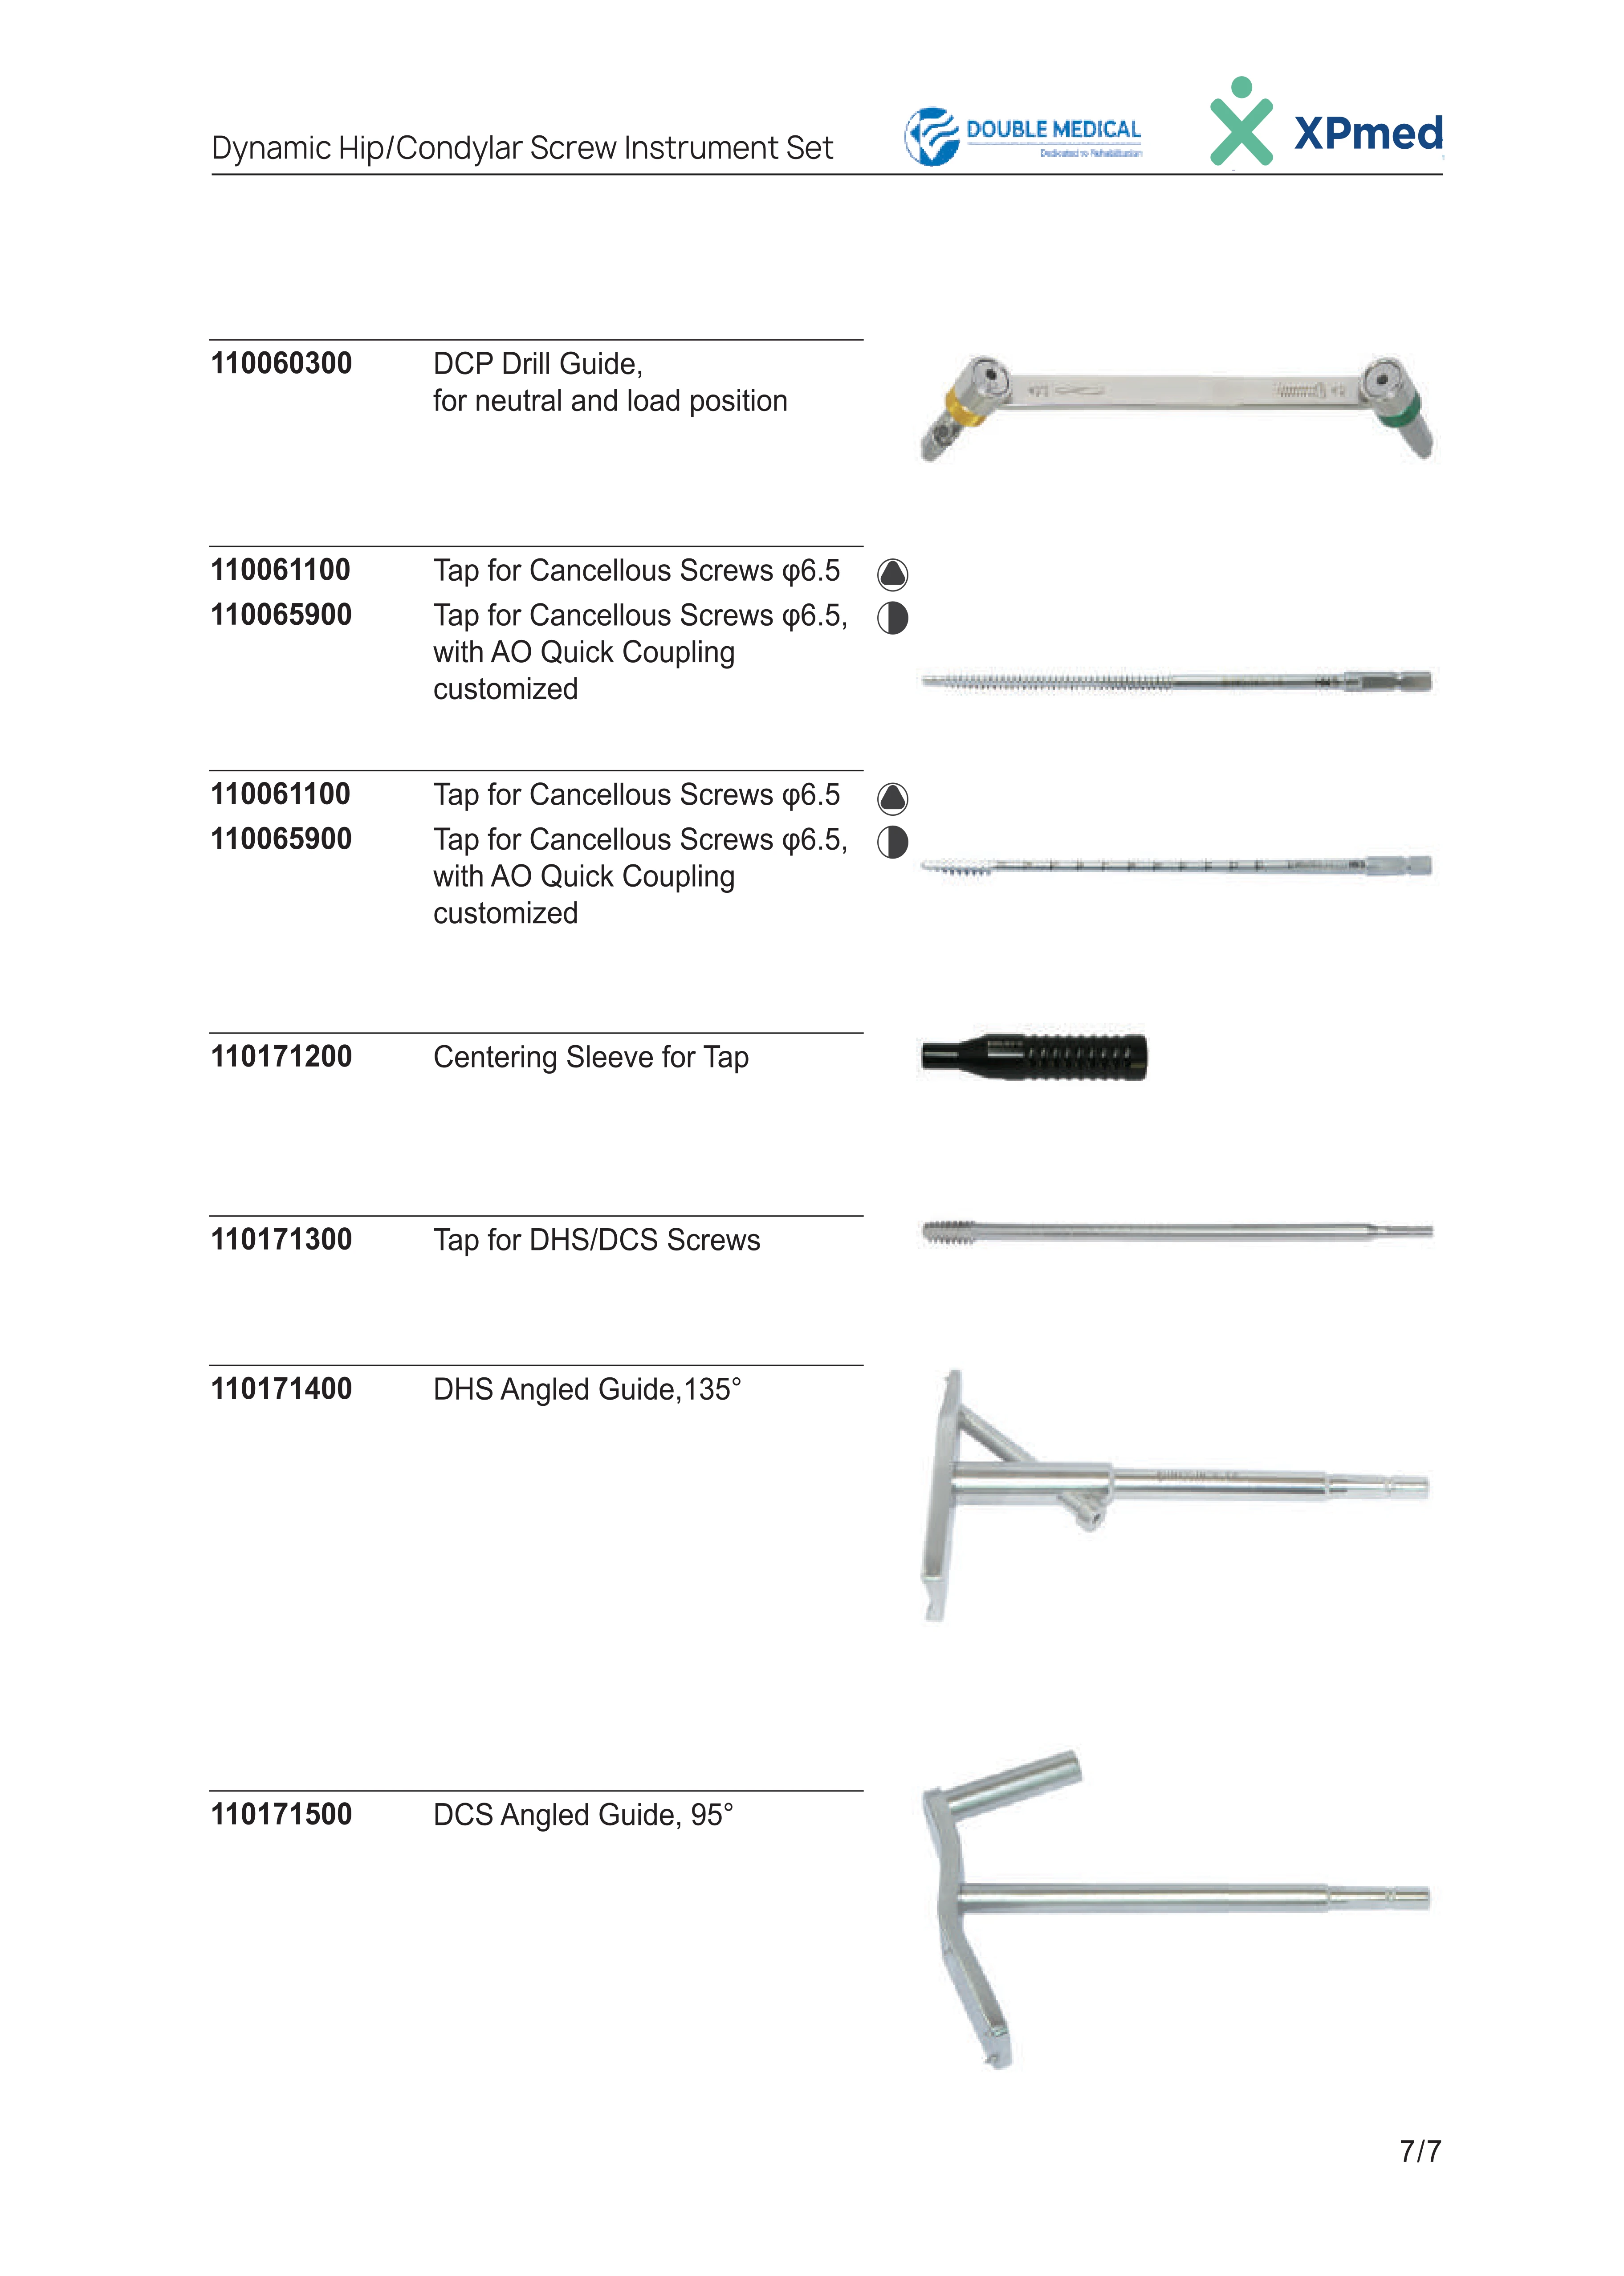 Dynamic Hip/Condylar Screw Instrument Set
DOUBLE MEDICAL
Dedicated to Rehabilitation
XPmed
110060300 DCP Drill Guide,
for neutral and load position
110061100 Tap for Cancellous Screws φ6.5
110065900 Tap for Cancellous Screws φ6.5,
with AO Quick Coupling
customized
110061100 Tap for Cancellous Screws φ6.5
110065900 Tap for Cancellous Screws φ6.5,
with AO Quick Coupling
customized
110171200 Centering Sleeve for Tap
110171300 Tap for DHS/DCS Screws
110171400 DHS Angled Guide,135°
110171500 DCS Angled Guide, 95°
7/7